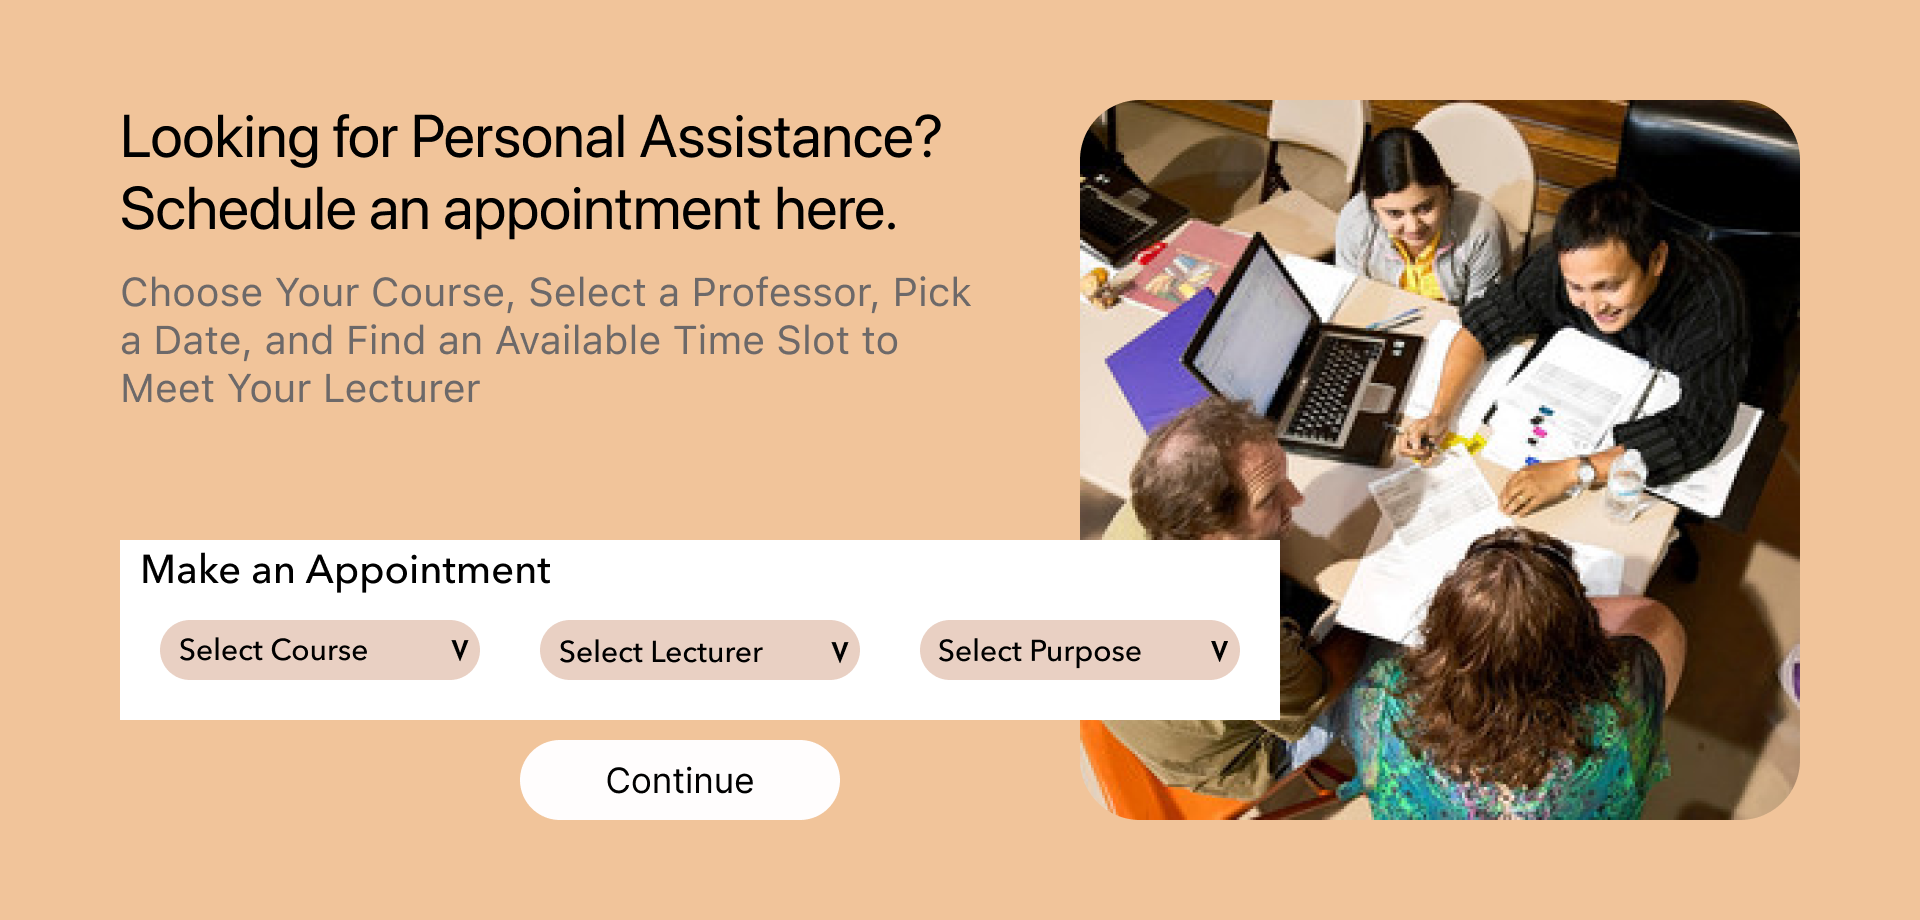 Looking for Personal Assistance?
Schedule an appointment here.
Choose Your Course, Select a Professor, Pick
a Date, and Find an Available Time Slot to
Meet Your Lecturer
Make an Appointment
Select Course V
Select Lecturer V
Select Purpose V
Continue